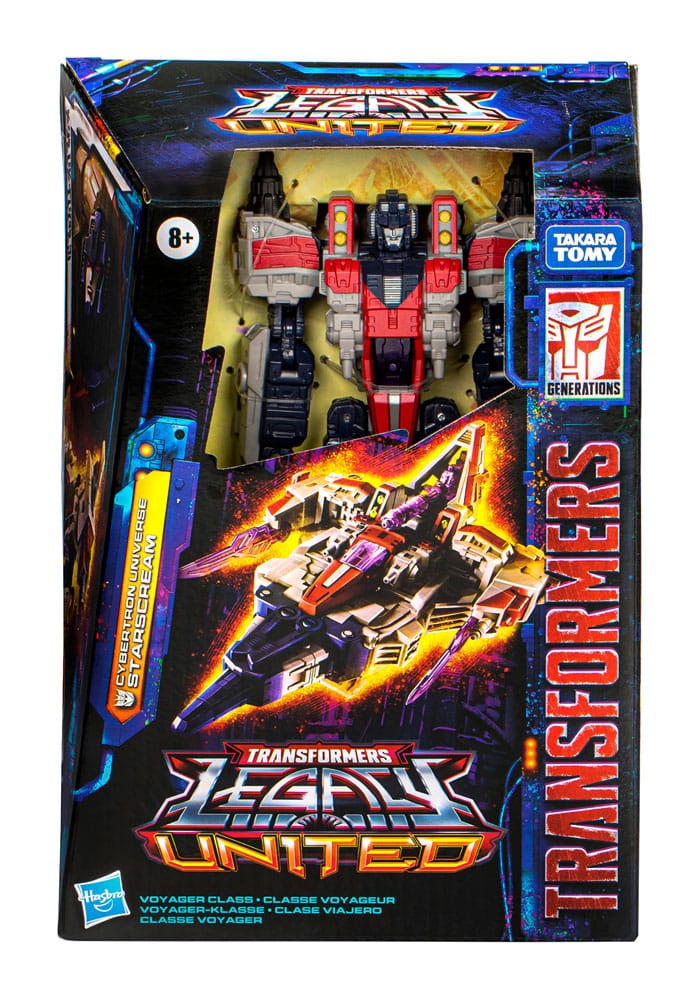 TRANSFORMERS
LEGACY
UNITED
8+
TAKARA
TOMY
GENERATIONS
TRANSFORMERS
CYBERTRON UNIVERSE
STARSCREAM
TRANSFORMERS
LEGACY
UNITED
Hasbro
VOYAGER CLASS • CLASSE VOYAGEUR
VOYAGER-KLASSE • CLASE VIAJERO
CLASSE VOYAGER